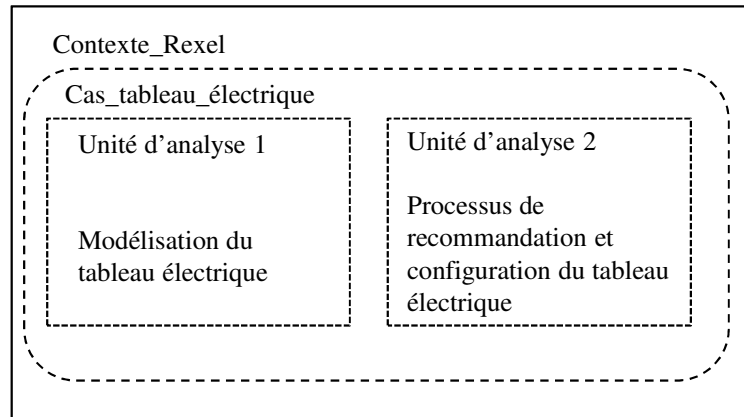 Contexte_Rexel
Cas_tableau_électrique
Unité d’analyse 1
Modélisation du
tableau électrique
Unité d’analyse 2
Processus de
recommandation et
configuration du tableau
électrique